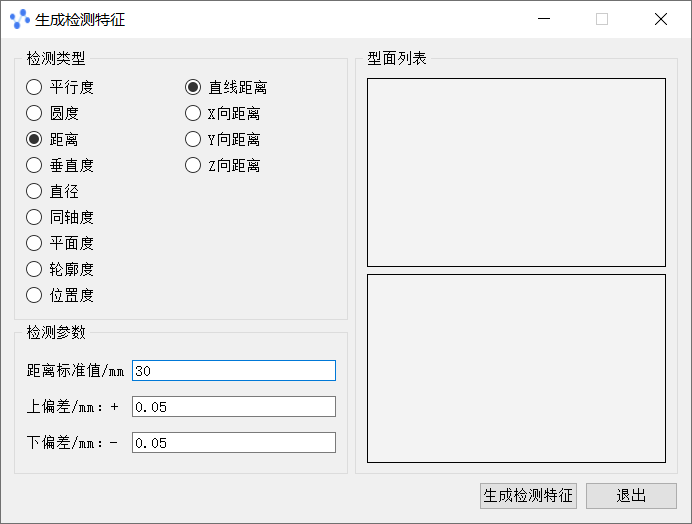 生成检测特征
检测类型
平行度
圆度
距离
垂直度
直径
同轴度
平面度
轮廓度
位置度
直线距离
X向距离
Y向距离
Z向距离
检测参数
距离标准值/mm 30
上偏差/mm：+ 0.05
下偏差/mm：- 0.05
型面列表
生成检测特征 退出